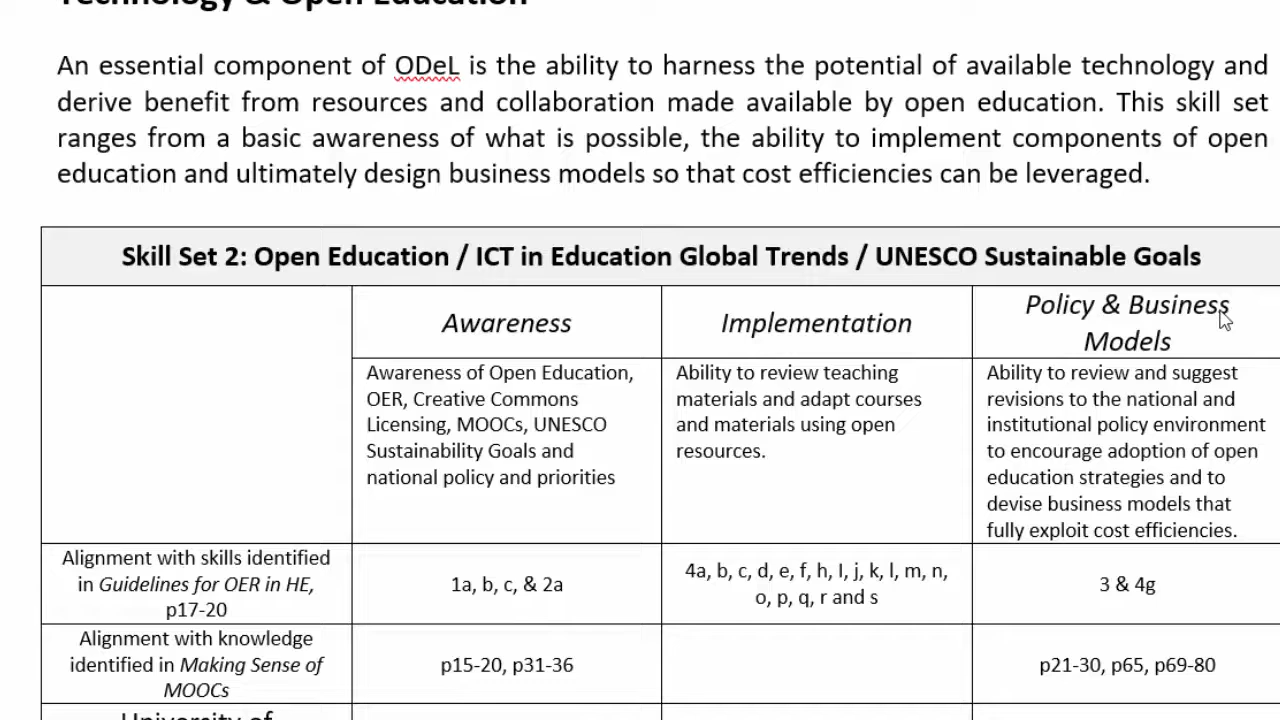 Technology & Open Education
An essential component of ODeL is the ability to harness the potential of available technology and
derive benefit from resources and collaboration made available by open education. This skill set
ranges from a basic awareness of what is possible, the ability to implement components of open
education and ultimately design business models so that cost efficiencies can be leveraged.
Skill Set 2: Open Education / ICT in Education Global Trends / UNESCO Sustainable Goals
Awareness
Implementation
Policy & Business
Models
Awareness of Open Education,
OER, Creative Commons
Licensing, MOOCs, UNESCO
Sustainability Goals and
national policy and priorities
Ability to review teaching
materials and adapt courses
and materials using open
resources.
Ability to review and suggest
revisions to the national and
institutional policy environment
to encourage adoption of open
education strategies and to
devise business models that
fully exploit cost efficiencies.
Alignment with skills identified
in Guidelines for OER in HE,
p17-20
1a, b, c, & 2a
4a, b, c, d, e, f, h, I, j, k, l, m, n,
o, p, q, r and s
3 & 4g
Alignment with knowledge
identified in Making Sense of
MOOCs
p15-20, p31-36
p21-30, p65, p69-80
University of